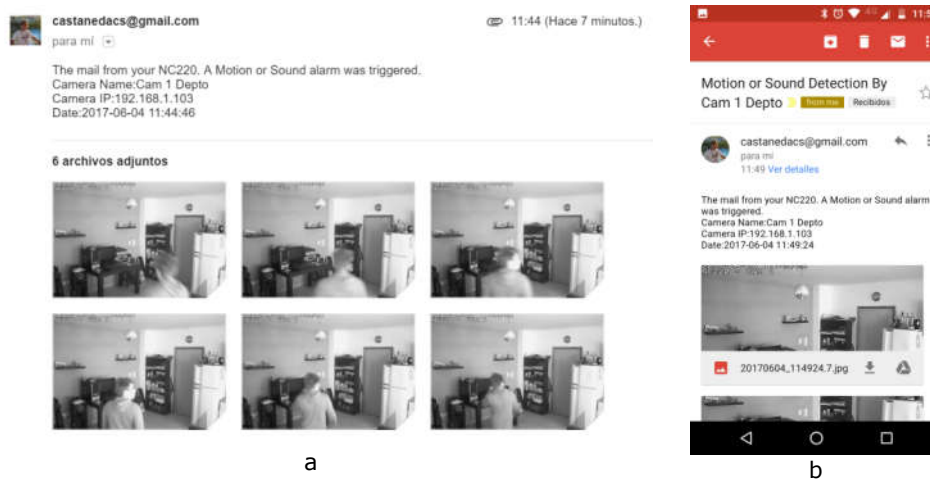 castanedacs@gmail.com
11:44 (Hace 7 minutos.)
para mí
The mail from your NC220. A Motion or Sound alarm was triggered.
Camera Name:Cam 1 Depto
Camera IP:192.168.1.103
Date:2017-06-04 11:44:46
6 archivos adjuntos
a
4G
Motion or Sound Detection By
Cam 1 Depto
from me
Recibidos
castanedacs@gmail.com
para mí
11:49 Ver detalles
The mail from your NC220. A Motion or Sound alarm
was triggered.
Camera Name:Cam 1 Depto
Camera IP:192.168.1.103
Date:2017-06-04 11:49:24
20170604_114924.7.jpg
b